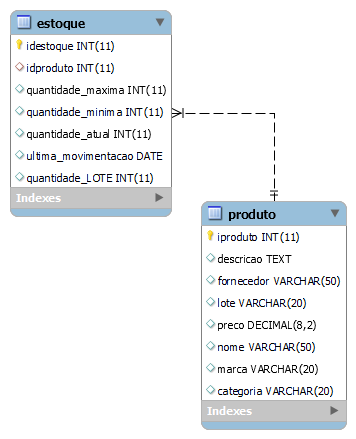 estoque
idestoque INT(11)
idproduto INT(11)
quantidade_maxima INT(11)
quantidade_minima INT(11)
quantidade_atual INT(11)
ultima_movimentacao DATE
quantidade_LOTE INT(11)
Indexes
produto
iproduto INT(11)
descricao TEXT
fornecedor VARCHAR(50)
lote VARCHAR(20)
preco DECIMAL(8,2)
nome VARCHAR(50)
marca VARCHAR(20)
categoria VARCHAR(20)
Indexes